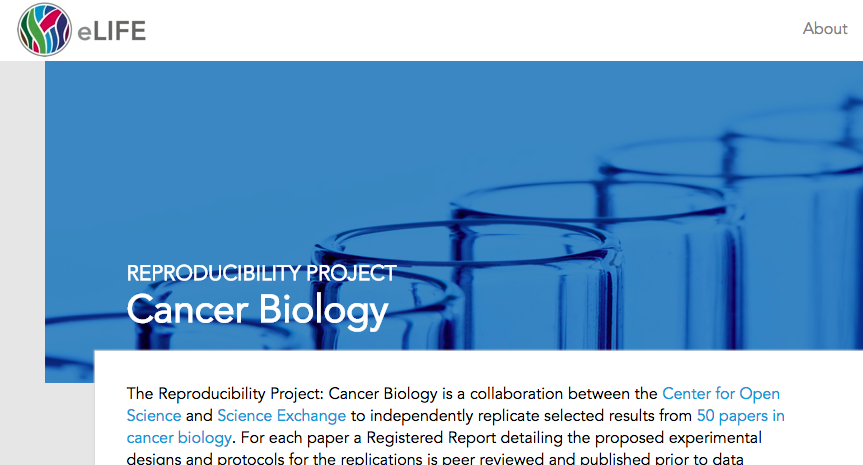 eLIFE
About
REPRODUCIBILITY PROJECT
Cancer Biology
The Reproducibility Project: Cancer Biology is a collaboration between the Center for Open
Science and Science Exchange to independently replicate selected results from 50 papers in
cancer biology. For each paper a Registered Report detailing the proposed experimental
designs and protocols for the replications is peer reviewed and published prior to data